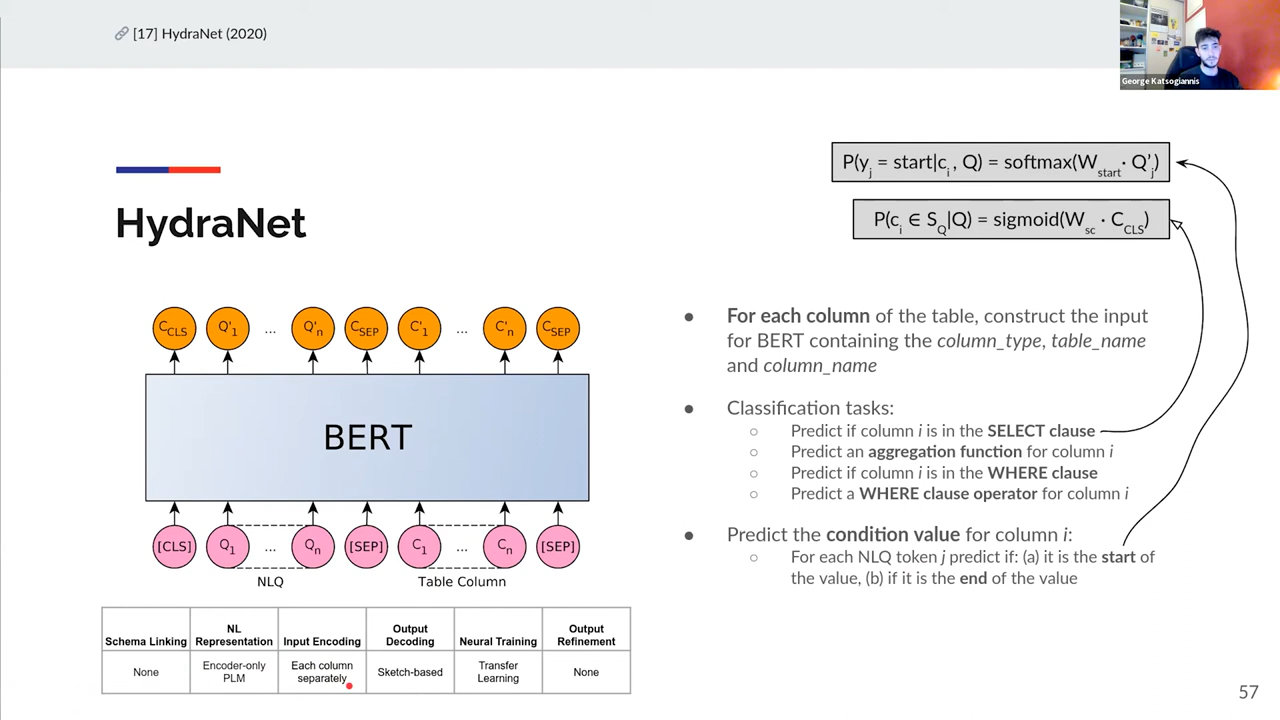 [17] HydraNet (2020)
George Katsogiannis
HydraNet
P(y_j = start|c_i, Q) = softmax(W_start · Q'_j)
P(c_i ∈ S_Q|Q) = sigmoid(W_sc · C_CLS)
C_CLS Q'_1 ... Q'_n C_SEP C'_1 ... C'_n C_SEP
BERT
[CLS] Q_1 ... Q_n [SEP] C_1 ... C_n [SEP]
NLQ Table Column
● For each column of the table, construct the input
for BERT containing the column_type, table_name
and column_name
● Classification tasks:
○ Predict if column i is in the SELECT clause
○ Predict an aggregation function for column i
○ Predict if column i is in the WHERE clause
○ Predict a WHERE clause operator for column i
● Predict the condition value for column i:
○ For each NLQ token j predict if: (a) it is the start of
the value, (b) if it is the end of the value
Schema Linking
NL
Representation
Input Encoding
Output
Decoding
Neural Training
Output
Refinement
None
Encoder-only
PLM
Each column
separately
Sketch-based
Transfer
Learning
None
57